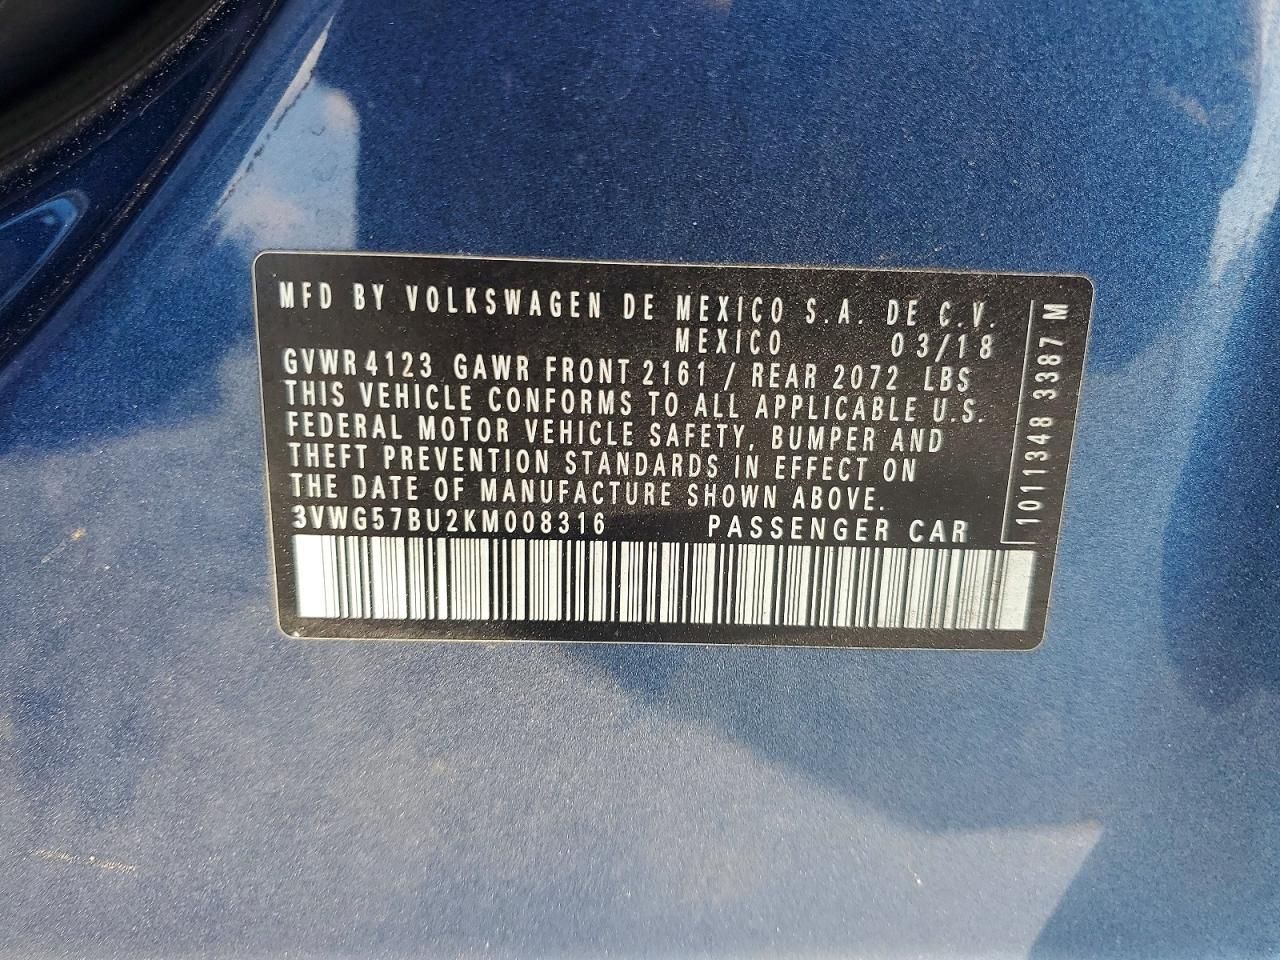 MFD BY VOLKSWAGEN DE MEXICO S.A. DE C.V.
MEXICO 03/18
GVWR 4123 GAWR FRONT 2161 / REAR 2072 LBS
THIS VEHICLE CONFORMS TO ALL APPLICABLE U.S.
FEDERAL MOTOR VEHICLE SAFETY, BUMPER AND
THEFT PREVENTION STANDARDS IN EFFECT ON
THE DATE OF MANUFACTURE SHOWN ABOVE.
3VWG57BU2KM008316 PASSENGER CAR
1011348 3387 M